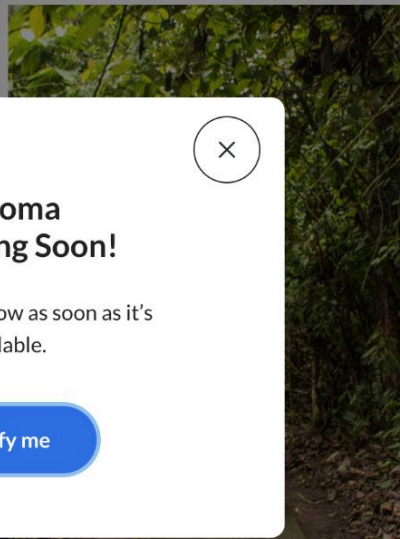 oma
ng Soon!
ow as soon as it's
lable.
fy me